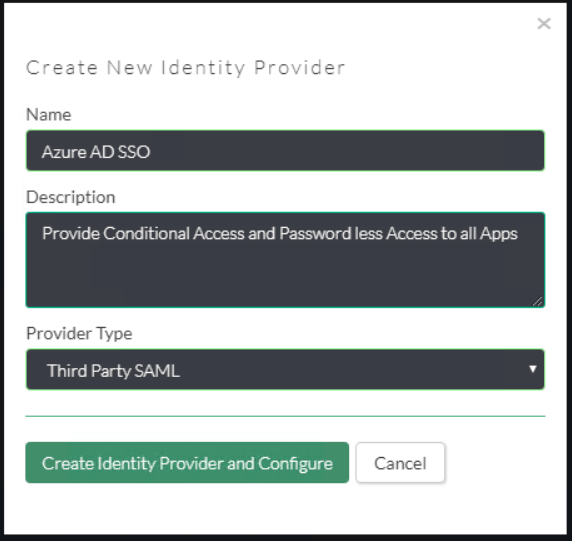 Create New Identity Provider
Name
Azure AD SSO
Description
Provide Conditional Access and Password less Access to all Apps
Provider Type
Third Party SAML
Create Identity Provider and Configure
Cancel